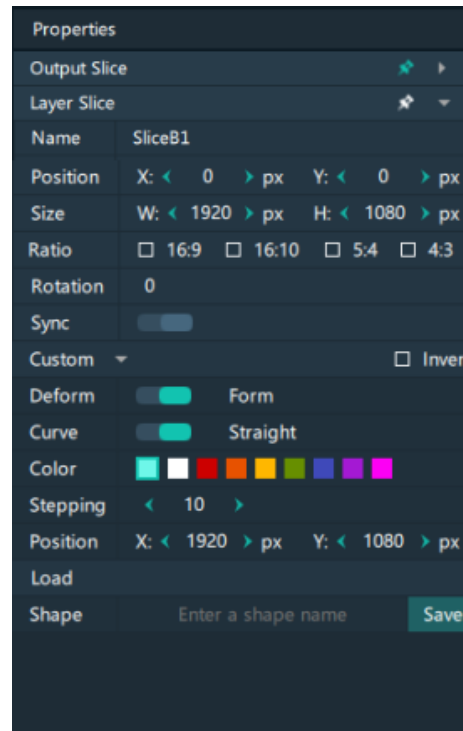 Properties
Output Slice
Layer Slice
Name SliceB1
Position X: 0 px Y: 0 px
Size W: 1920 px H: 1080 px
Ratio 16:9 16:10 5:4 4:3
Rotation 0
Sync
Custom Inver
Deform Form
Curve Straight
Color
Stepping 10
Position X: 1920 px Y: 1080 px
Load
Shape Enter a shape name Save